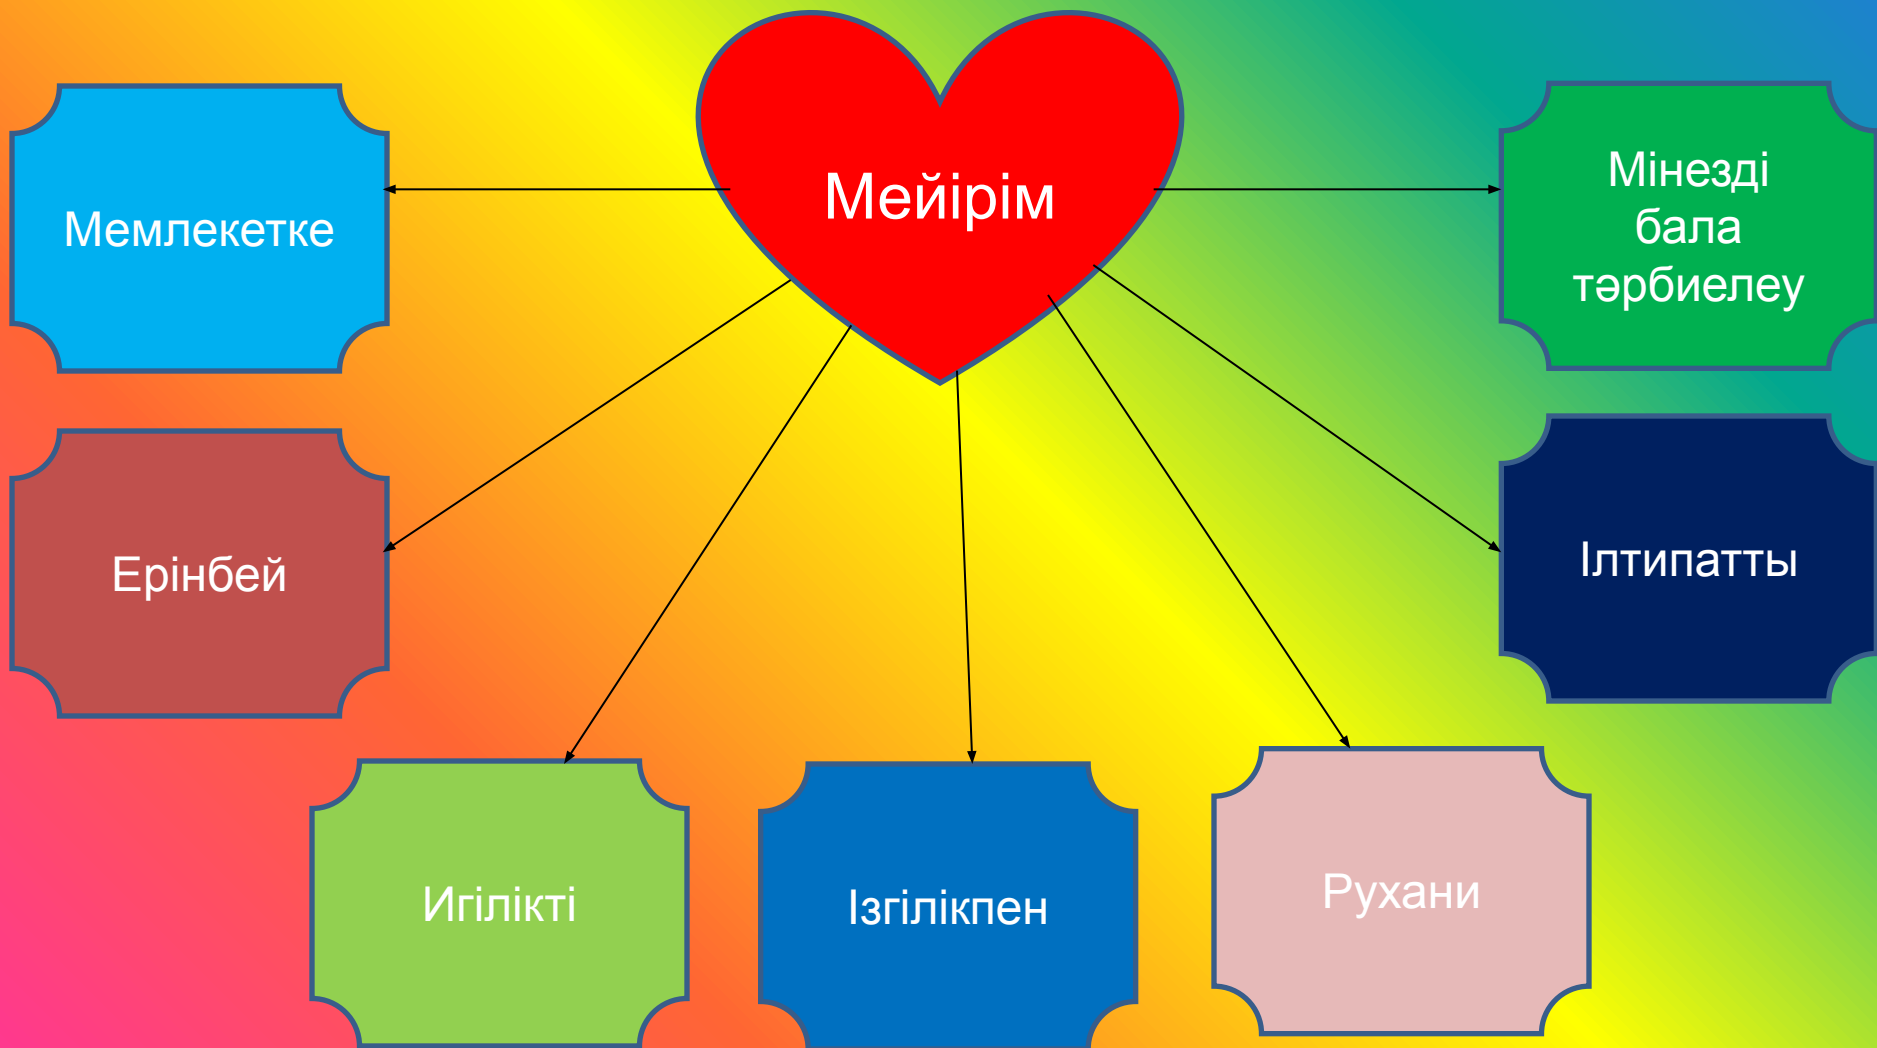 Мейірім
Мемлекетке
Ерінбей
Игілікті
Ізгілікпен
Рухани
Ілтипатты
Мінезді
бала
тәрбиелеу